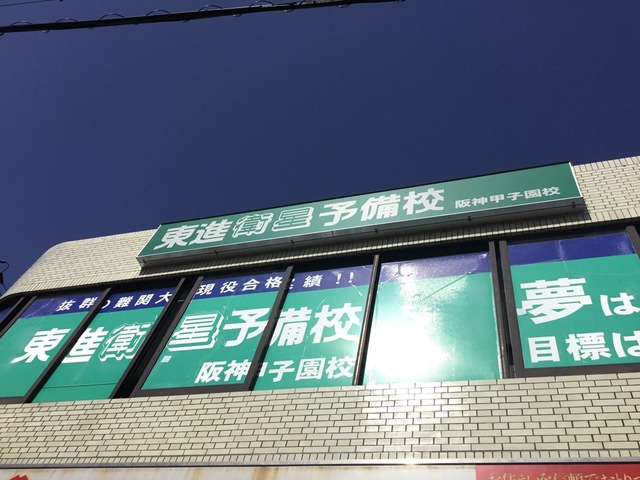 東進衛星予備校 阪神甲子園校
抜群の難関大現役合格実績!!
東進衛星予備校
阪神甲子園校
夢は
目標は